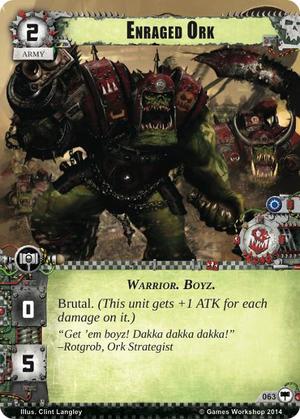 2
ENRAGED ORK
ARMY
WARRIOR. BOYZ.
0
Brutal. (This unit gets +1 ATK for each
damage on it.)
“Get ’em boyz! Dakka dakka dakka!”
–Rotgrob, Ork Strategist
5
063
Illus. Clint Langley
© Games Workshop 2014